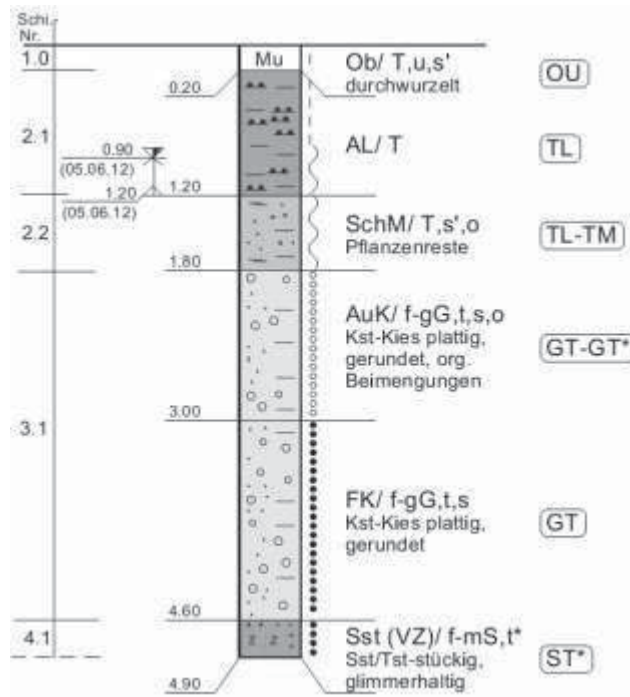 Schi.-
Nr.
1.0
Mu
Ob/ T,u,s'
durchwurzelt
OU
0.20
2.1
0.90
(05.06.12)
AL/ T
TL
1.20
(05.06.12)
1.20
2.2
SchM/ T,s',o
Pflanzenreste
TL-TM
1.80
AuK/ f-gG,t,s,o
Kst-Kies plattig,
gerundet, org.
Beimengungen
GT-GT*
3.00
3.1
FK/ f-gG,t,s
Kst-Kies plattig,
gerundet
GT
4.60
4.1
z z
Sst (VZ)/ f-mS,t*
Sst/Tst-stückig,
glimmerhaltig
ST*
4.90